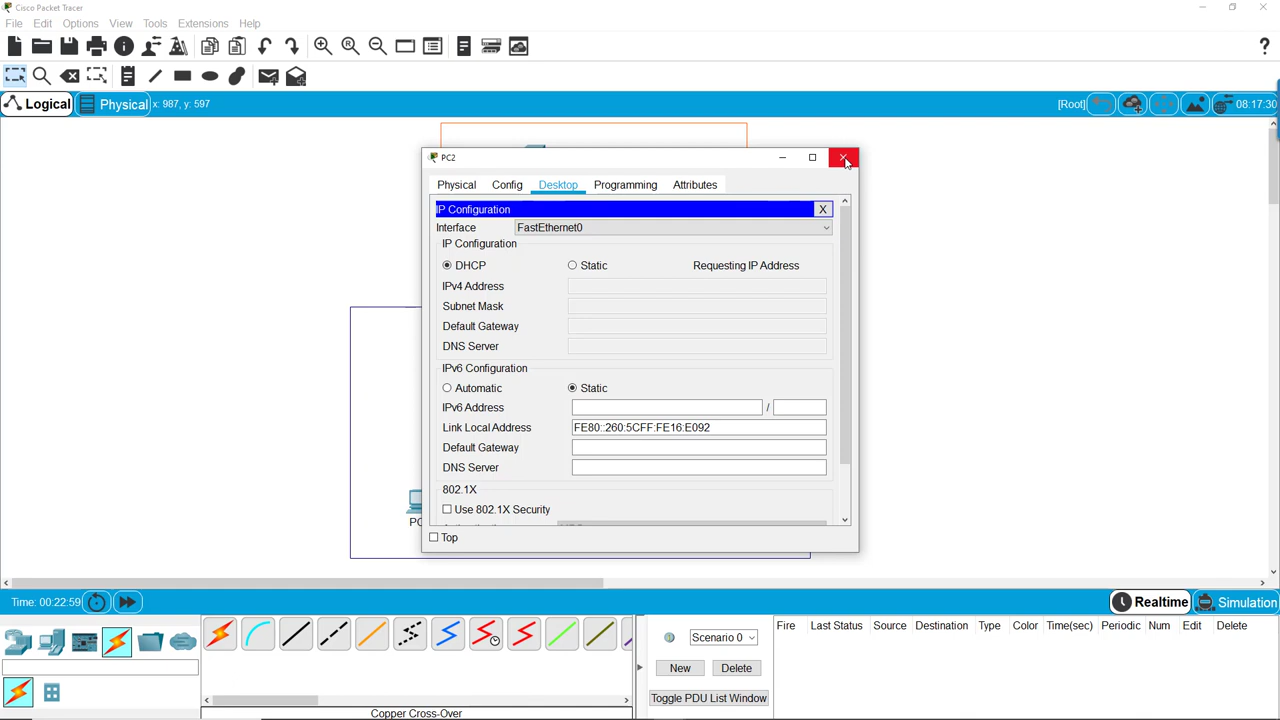 Cisco Packet Tracer
File Edit Options View Tools Extensions Help
Logical Physical x: 987, y: 597 [Root] 08:17:30
PC2
Physical Config Desktop Programming Attributes
IP Configuration X
Interface FastEthernet0
IP Configuration
DHCP Static Requesting IP Address
IPv4 Address
Subnet Mask
Default Gateway
DNS Server
IPv6 Configuration
Automatic Static
IPv6 Address /
Link Local Address FE80::260:5CFF:FE16:E092
Default Gateway
DNS Server
802.1X
Use 802.1X Security
Top
Time: 00:22:59 Realtime Simulation
Scenario 0 Fire Last Status Source Destination Type Color Time(sec) Periodic Num Edit Delete
New Delete
Toggle PDU List Window
Copper Cross-Over